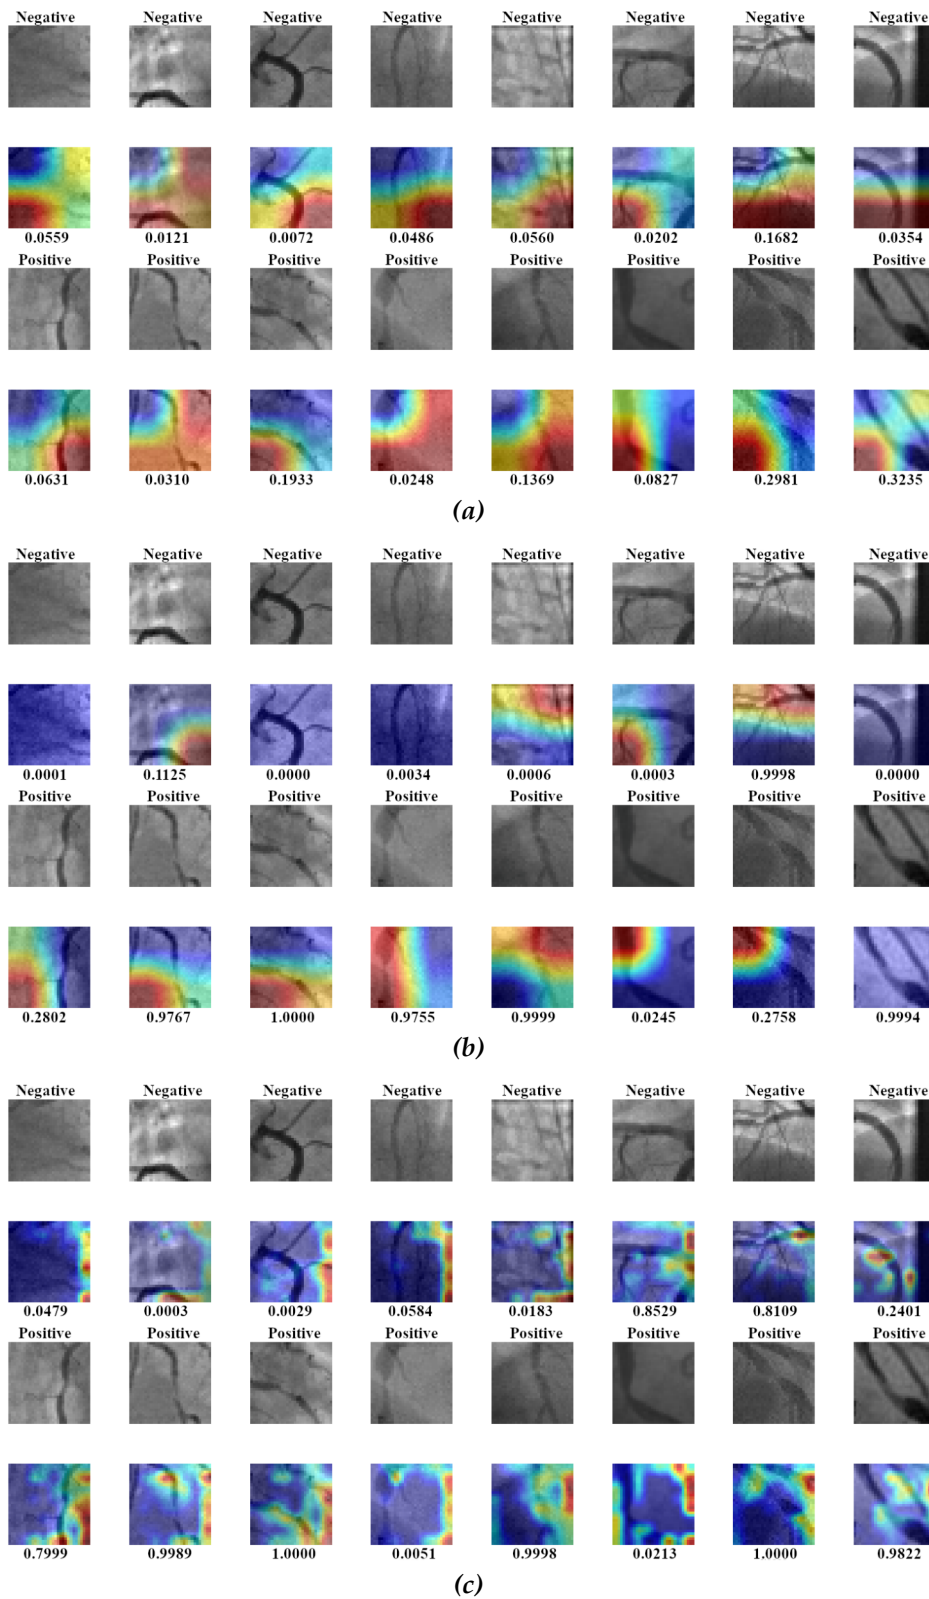 Negative Negative Negative Negative Negative Negative Negative Negative
0.0559 0.0121 0.0072 0.0486 0.0560 0.0202 0.1682 0.0354
Positive Positive Positive Positive Positive Positive Positive Positive
0.0631 0.0310 0.1933 0.0248 0.1369 0.0827 0.2981 0.3235
(a)
Negative Negative Negative Negative Negative Negative Negative Negative
0.0001 0.1125 0.0000 0.0034 0.0006 0.0003 0.9998 0.0000
Positive Positive Positive Positive Positive Positive Positive Positive
0.2802 0.9767 1.0000 0.9755 0.9999 0.0245 0.2758 0.9994
(b)
Negative Negative Negative Negative Negative Negative Negative Negative
0.0479 0.0003 0.0029 0.0584 0.0183 0.8529 0.8109 0.2401
Positive Positive Positive Positive Positive Positive Positive Positive
0.7999 0.9989 1.0000 0.0051 0.9998 0.0213 1.0000 0.9822
(c)